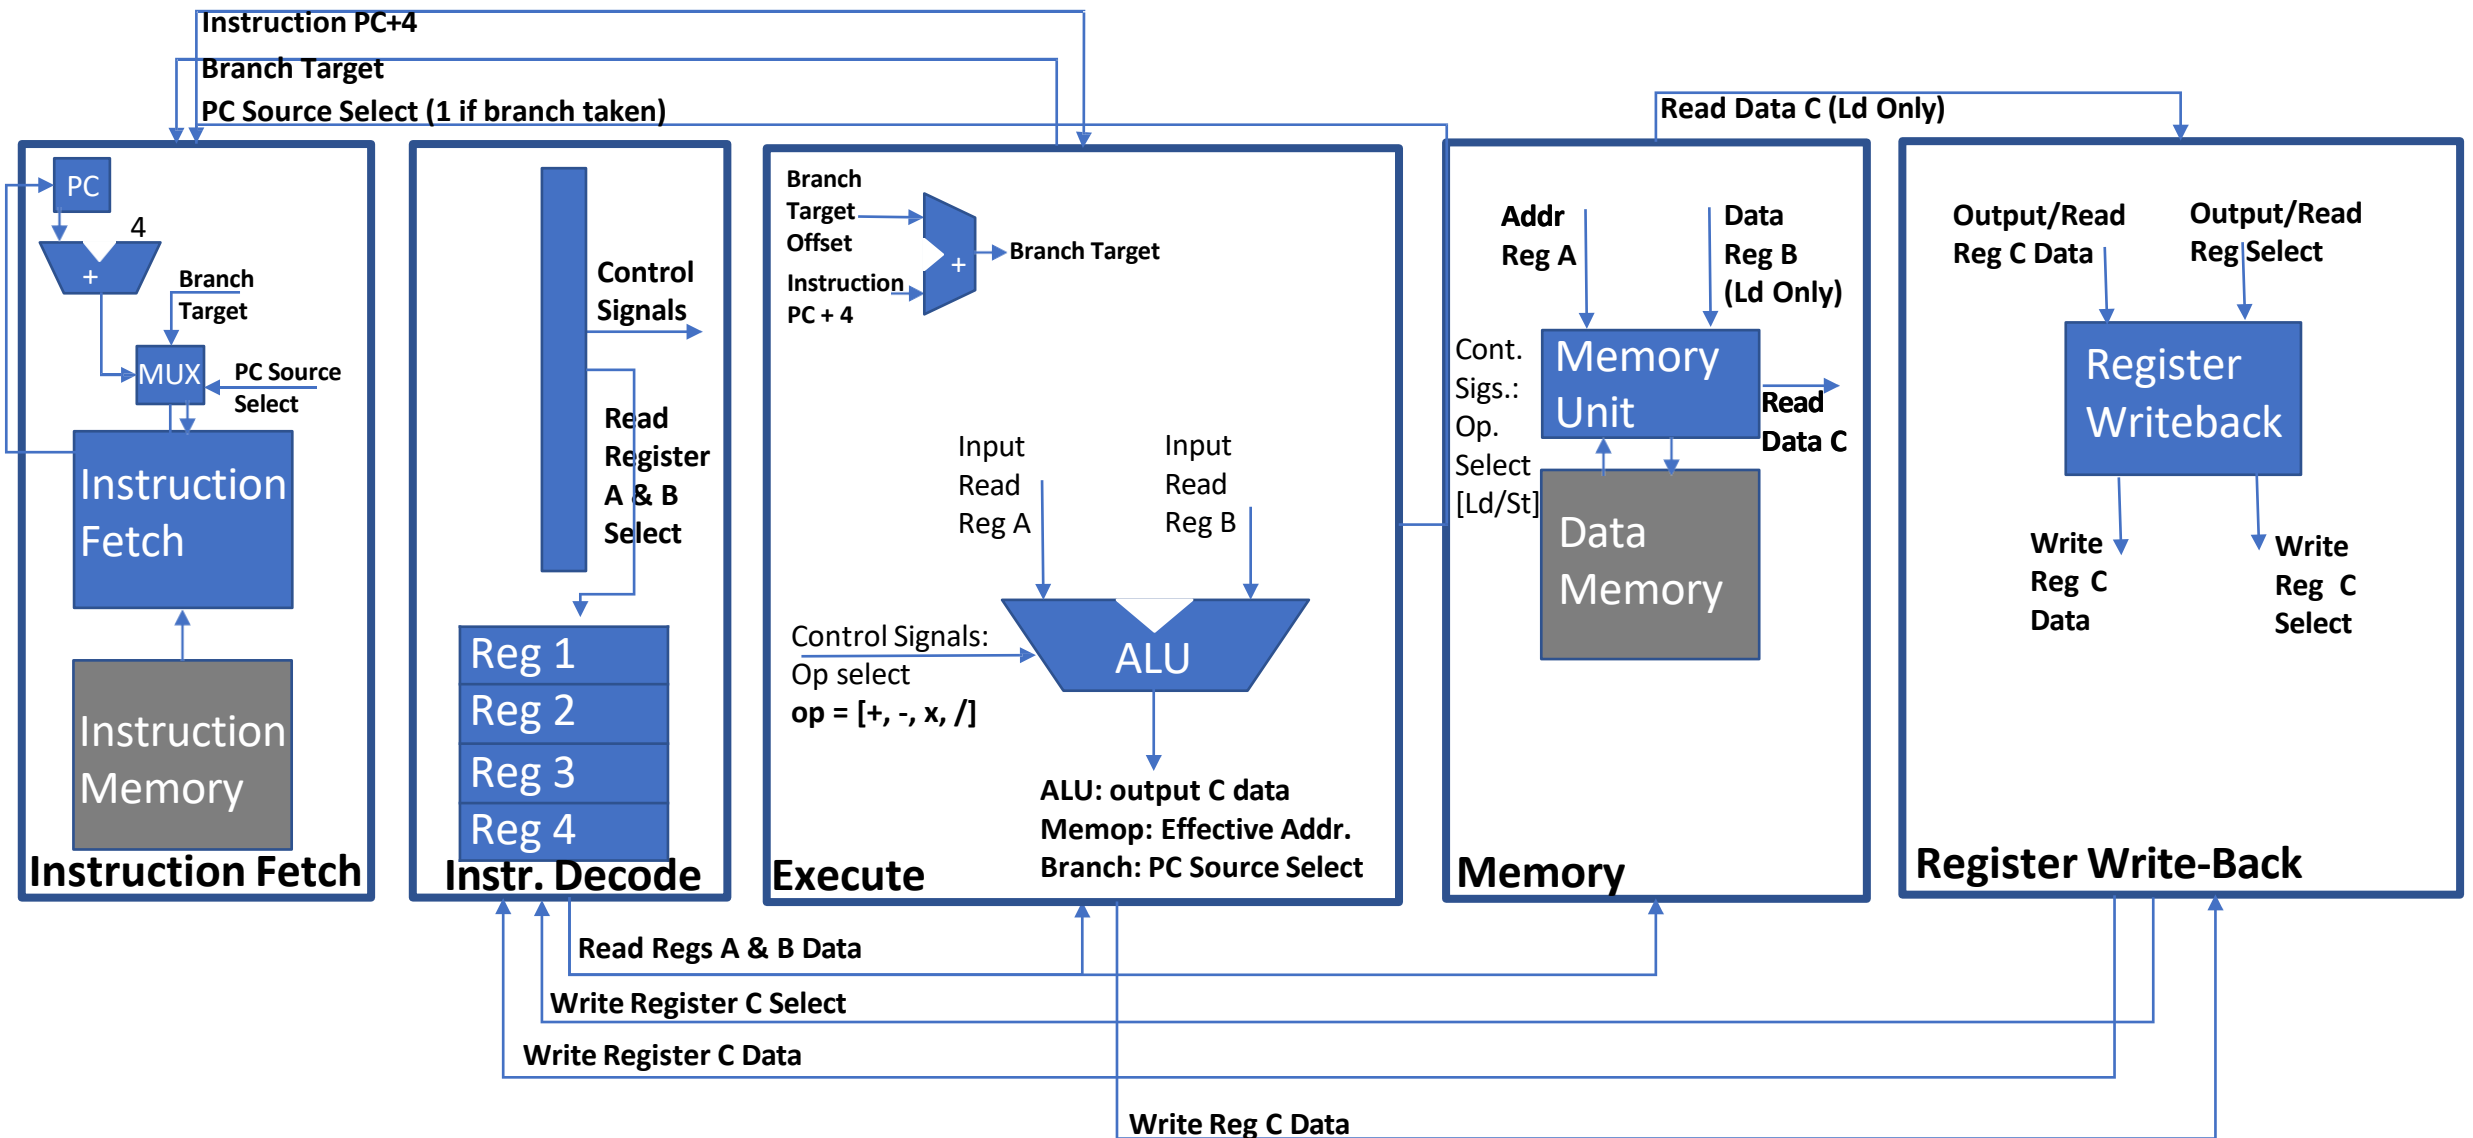 Instruction PC+4
Branch Target
PC Source Select (1 if branch taken)
Read Data C (Ld Only)
PC
4
+
Branch
Target
MUX
PC Source
Select
Instruction
Fetch
Instruction
Memory
Instruction Fetch
Control
Signals
Read
Register
A & B
Select
Reg 1
Reg 2
Reg 3
Reg 4
Instr. Decode
Branch
Target
Offset
Instruction
PC + 4
+
Branch Target
Input
Read
Reg A
Input
Read
Reg B
Control Signals:
Op select
op = [+, -, x, /]
ALU
ALU: output C data
Memop: Effective Addr.
Branch: PC Source Select
Execute
Addr
Reg A
Data
Reg B
(Ld Only)
Cont.
Sigs.:
Op.
Select
[Ld/St]
Memory
Unit
Read
Data C
Data
Memory
Memory
Output/Read
Reg C Data
Output/Read
Reg Select
Register
Writeback
Write
Reg C
Data
Write
Reg C
Select
Register Write-Back
Read Regs A & B Data
Write Register C Select
Write Register C Data
Write Reg C Data